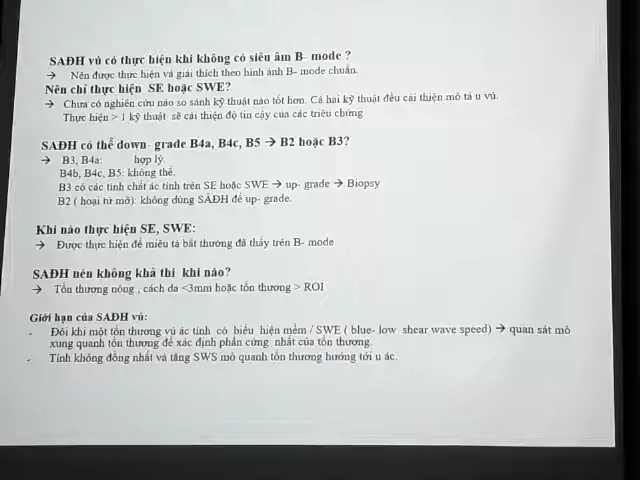 SAĐH vú có thực hiện khi không có siêu âm B- mode ?
→ Nên được thực hiện và giải thích theo hình ảnh B- mode chuẩn.
Nên chỉ thực hiện SE hoặc SWE?
→ Chưa có nghiên cứu nào so sánh kỹ thuật nào tốt hơn. Cả hai kỹ thuật đều cải thiện mô tả u vú.
Thực hiện > 1 kỹ thuật sẽ cải thiện độ tin cậy của các triệu chứng
SAĐH có thể down- grade B4a, B4c, B5 → B2 hoặc B3?
→ B3, B4a: hợp lý.
B4b, B4c, B5: không thể.
B3 có các tính chất ác tính trên SE hoặc SWE → up- grade → Biopsy
B2 ( hoại tử mỡ): không dùng SAĐH để up- grade.
Khi nào thực hiện SE, SWE:
→ Được thực hiện để miêu tả bất thường đã thấy trên B- mode
SAĐH nén không khả thi khi nào?
→ Tổn thương nông , cách da <3mm hoặc tổn thương > ROI
Giới hạn của SAĐH vú:
- Đôi khi một tổn thương vú ác tính có biểu hiện mềm / SWE ( blue- low shear wave speed) → quan sát mô
xung quanh tổn thương để xác định phần cứng nhất của tổn thương.
- Tính không đồng nhất và tăng SWS mô quanh tổn thương hướng tới u ác.